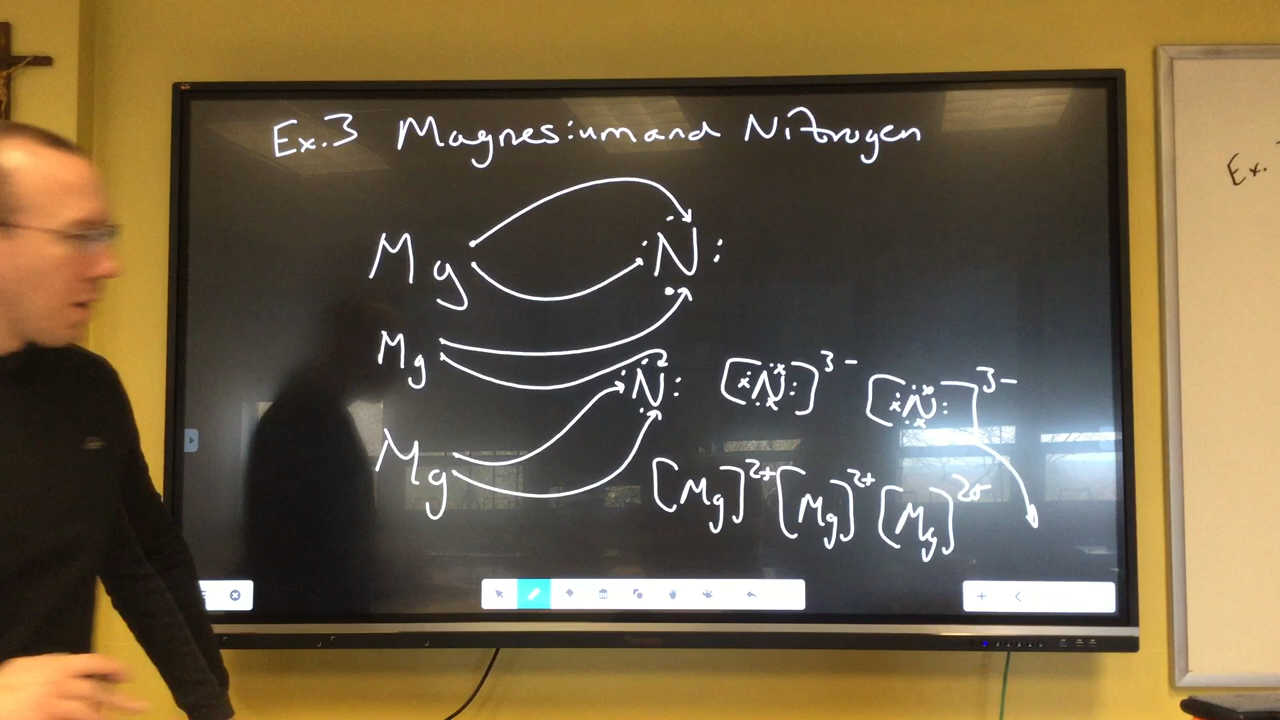 Ex.3 Magnesium and Nitrogen
Mg N
Mg
N [N]3- [N]3-
Mg
[Mg]2+ [Mg]2+ [Mg]2+
Ex.